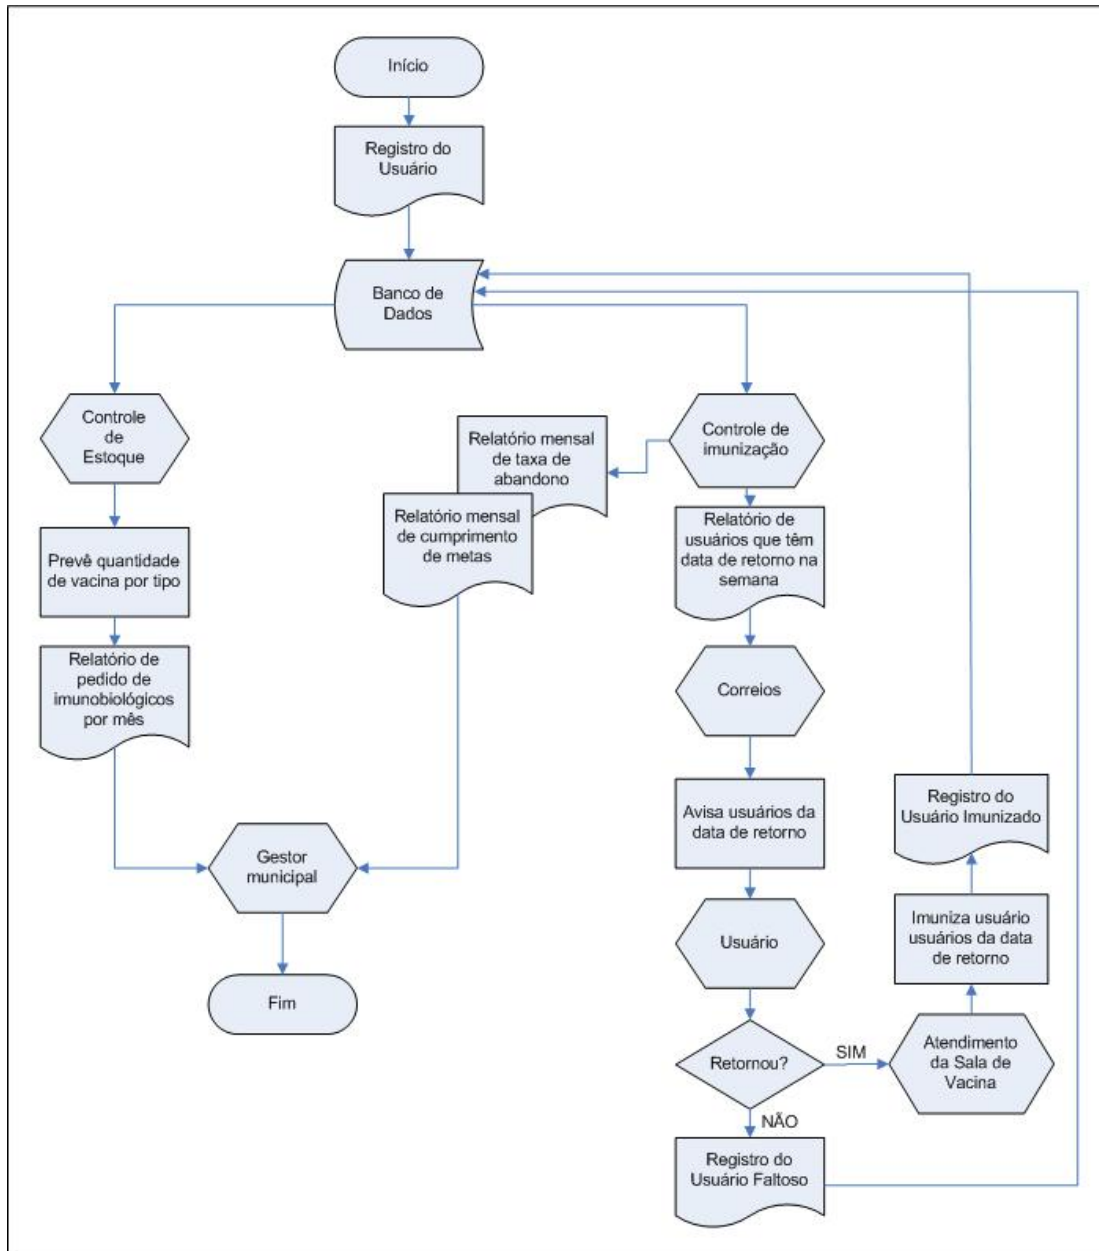 Início
Registro do
Usuário
Banco de
Dados
Controle
de
Estoque
Prevê quantidade
de vacina por tipo
Relatório de
pedido de
imunobiológicos
por mês
Relatório mensal
de taxa de
abandono
Relatório mensal
de cumprimento
de metas
Controle de
imunização
Relatório de
usuários que têm
data de retorno na
semana
Correios
Avisa usuários da
data de retorno
Usuário
Retornou?
SIM
NÃO
Atendimento
da Sala de
Vacina
Imuniza usuário
usuários da data
de retorno
Registro do
Usuário Imunizado
Registro do
Usuário Faltoso
Gestor
municipal
Fim